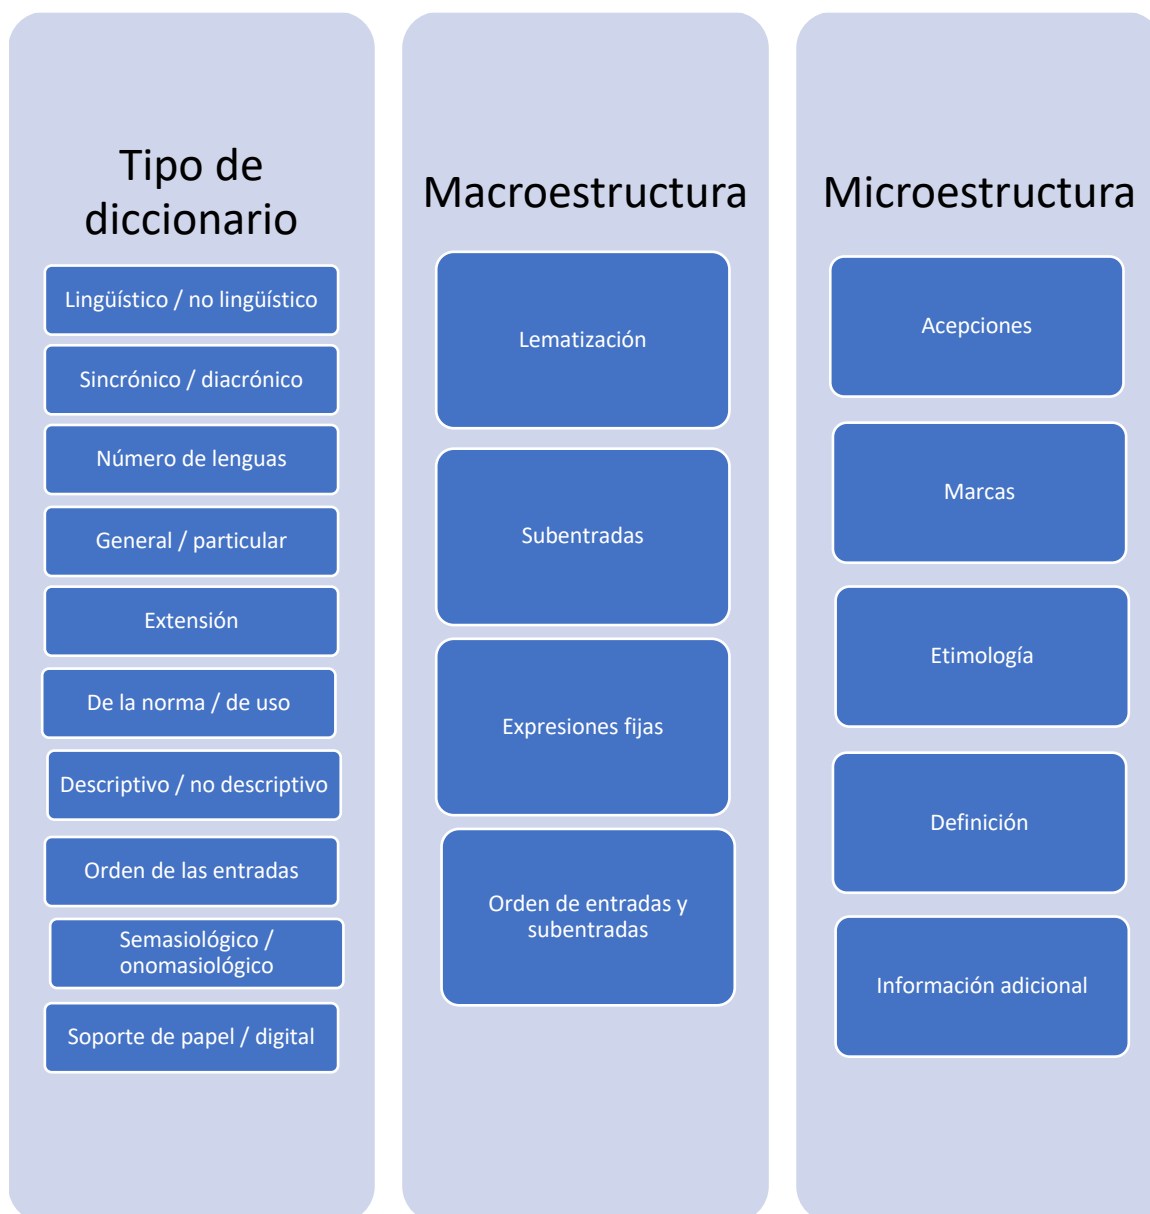 Tipo de
diccionario
Lingüístico / no lingüístico
Sincrónico / diacrónico
Número de lenguas
General / particular
Extensión
De la norma / de uso
Descriptivo / no descriptivo
Orden de las entradas
Semasiológico /
onomasiológico
Soporte de papel / digital
Macroestructura
Lematización
Subentradas
Expresiones fijas
Orden de entradas y
subentradas
Microestructura
Acepciones
Marcas
Etimología
Definición
Información adicional